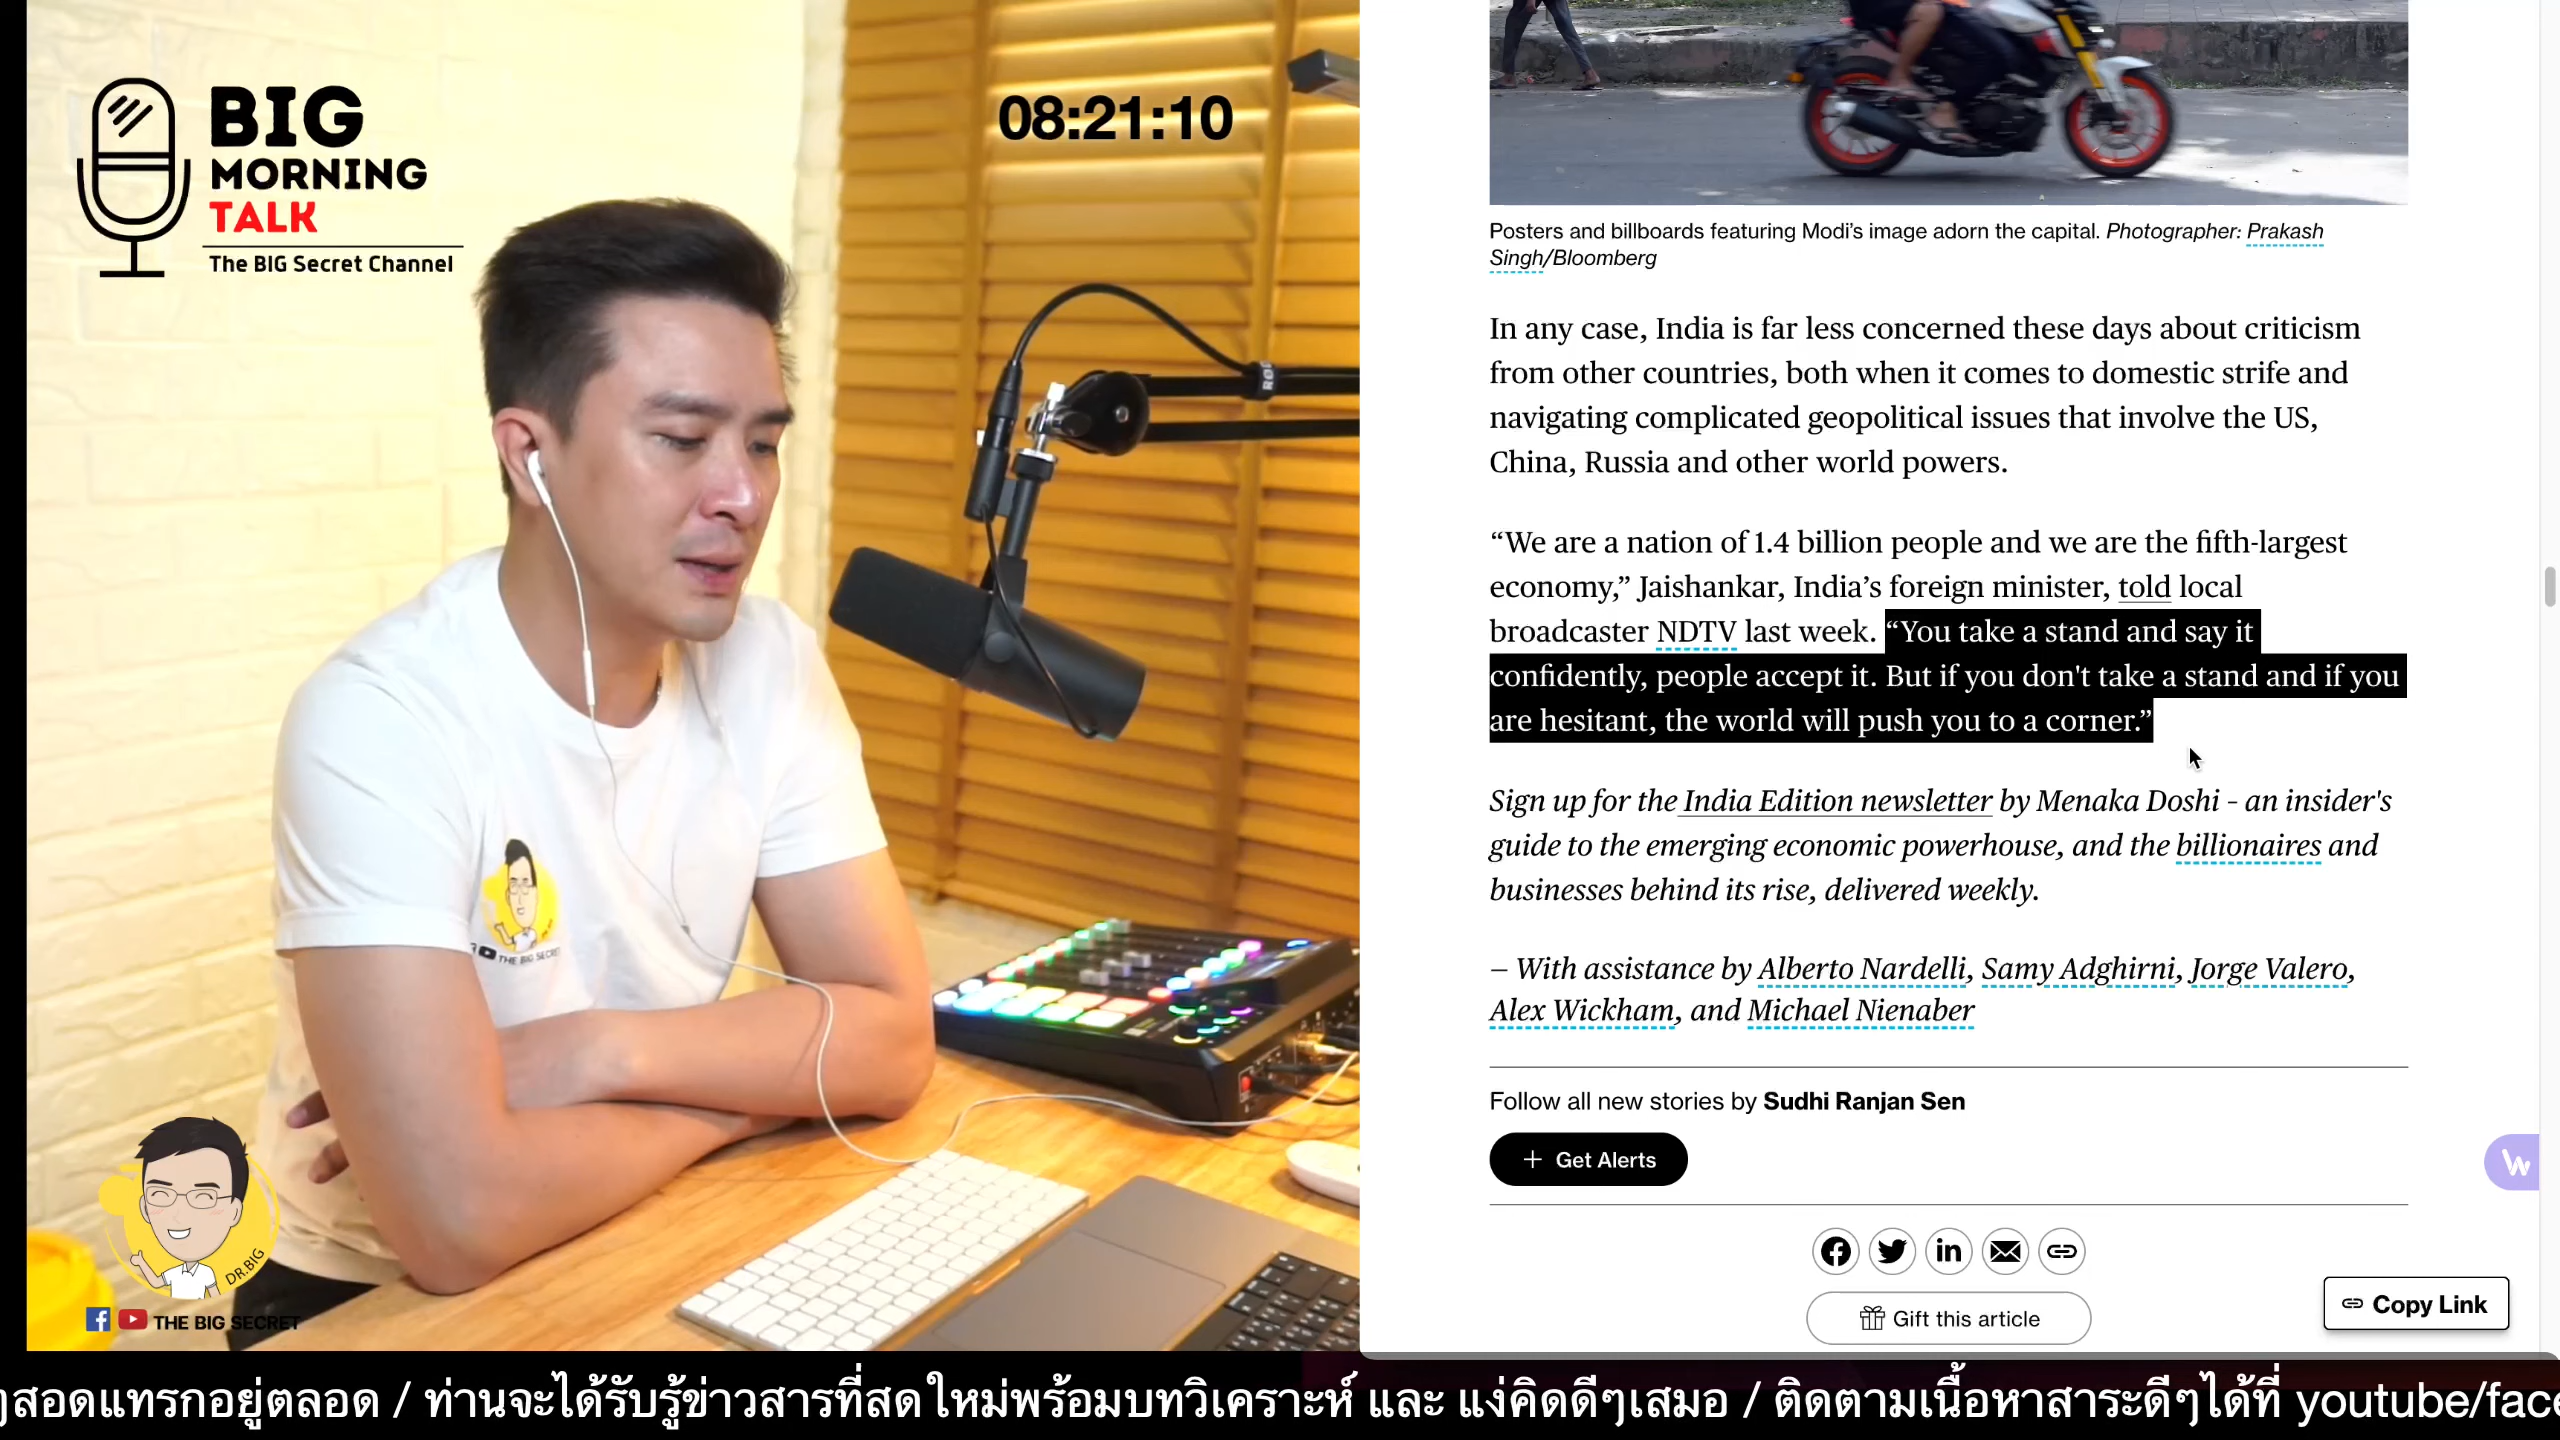 BIG
MORNING
TALK
The BIG Secret Channel
08:21:10
RØDE
THE BIG SECRET
DR.BIG
THE BIG SECRET
Posters and billboards featuring Modi’s image adorn the capital. Photographer: Prakash
Singh/Bloomberg
In any case, India is far less concerned these days about criticism
from other countries, both when it comes to domestic strife and
navigating complicated geopolitical issues that involve the US,
China, Russia and other world powers.
“We are a nation of 1.4 billion people and we are the fifth-largest
economy,” Jaishankar, India’s foreign minister, told local
broadcaster NDTV last week. “You take a stand and say it
confidently, people accept it. But if you don't take a stand and if you
are hesitant, the world will push you to a corner.”
Sign up for the India Edition newsletter by Menaka Doshi - an insider's
guide to the emerging economic powerhouse, and the billionaires and
businesses behind its rise, delivered weekly.
– With assistance by Alberto Nardelli, Samy Adghirni, Jorge Valero,
Alex Wickham, and Michael Nienaber
Follow all new stories by Sudhi Ranjan Sen
+ Get Alerts
Gift this article
Copy Link
ๆสอดแทรกอยู่ตลอด / ท่านจะได้รับรู้ข่าวสารที่สดใหม่พร้อมบทวิเคราะห์ และ แง่คิดดีๆเสมอ / ติดตามเนื้อหาสาระดีๆได้ที่ youtube/face